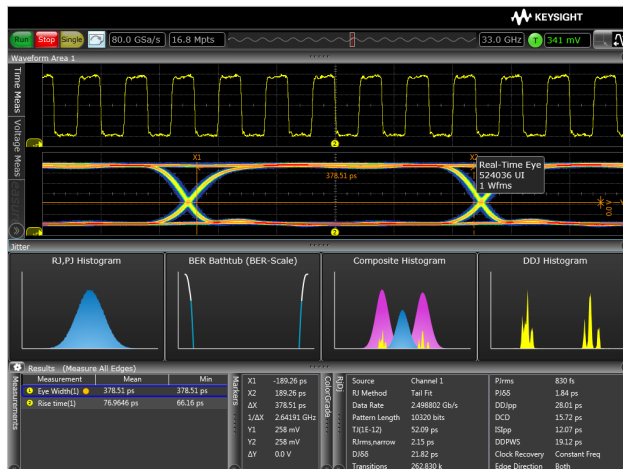 KEYSIGHT
Run Stop Single 80.0 GSa/s 16.8 Mpts 33.0 GHz T 341 mV
Waveform Area 1
Time Meas
Voltage Meas
X1 X2
378.51 ps
Real-Time Eye
524036 UI
1 Wfms
0.0 V
Jitter
RJ,PJ Histogram BER Bathtub (BER-Scale) Composite Histogram DDJ Histogram
Results (Measure All Edges)
Measurements
Measurement Mean Min
1 Eye Width(1) 378.51 ps 378.51 ps
2 Rise time(1) 76.9646 ps 66.16 ps
Markers
X1 -189.26 ps
X2 189.26 ps
ΔX 378.51 ps
1/ΔX 2.64191 GHz
Y1 258 mV
Y2 258 mV
ΔY 0.0 V
ColorGrade
RJDJ
Source Channel 1
RJ Method Tail Fit
Data Rate 2.498802 Gb/s
Pattern Length 10320 bits
TJ(1E-12) 52.09 ps
RJrms,narrow 2.15 ps
DJδδ 21.82 ps
Transitions 262.830 k
PJrms 830 fs
PJδδ 1.84 ps
DDJpp 28.01 ps
DCD 15.72 ps
ISIpp 12.07 ps
DDPWS 19.12 ps
Clock Recovery Constant Freq
Edge Direction Both